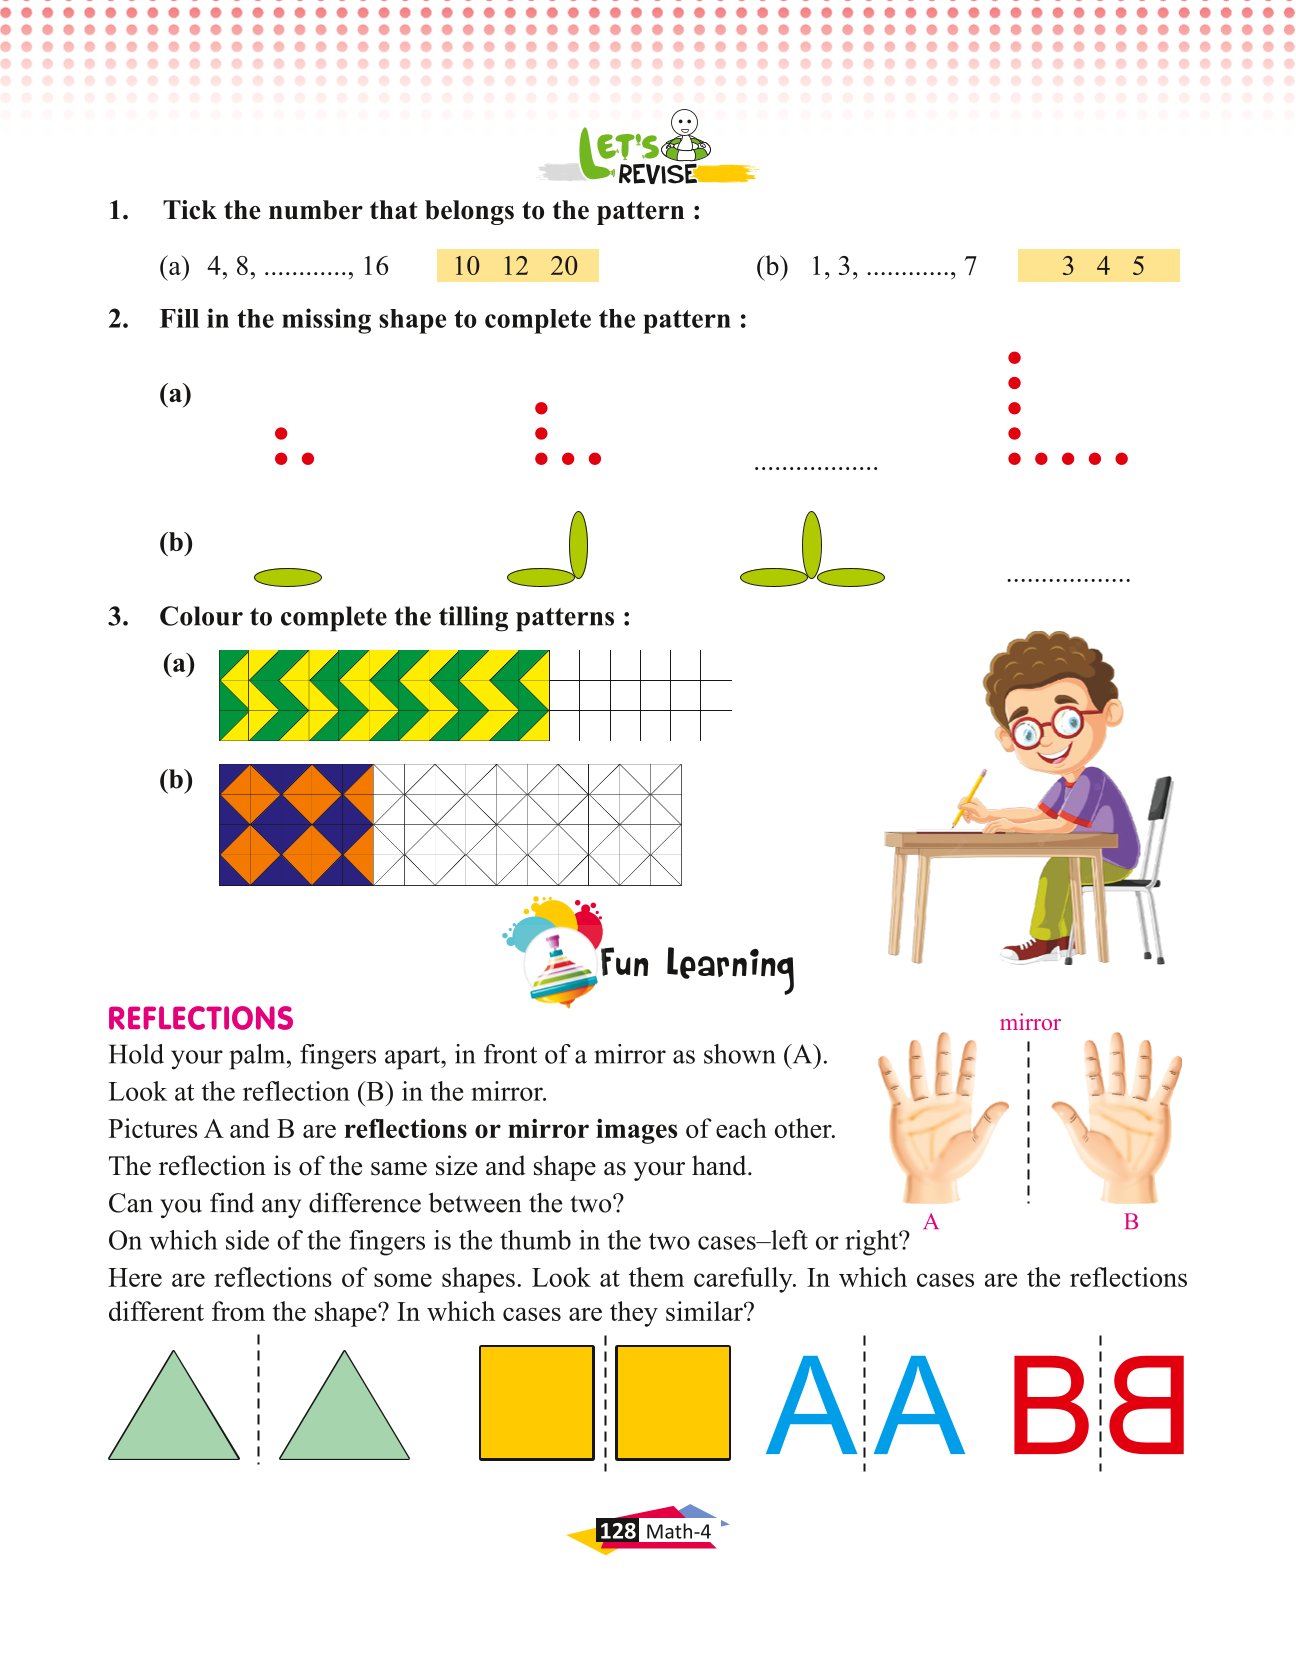 LET'S
REVISE
1. Tick the number that belongs to the pattern :
(a) 4, 8, ............, 16 10 12 20 (b) 1, 3, ............, 7 3 4 5
2. Fill in the missing shape to complete the pattern :
(a)
..................
(b)
..................
3. Colour to complete the tilling patterns :
(a)
(b)
Fun Learning
REFLECTIONS
mirror
Hold your palm, fingers apart, in front of a mirror as shown (A).
Look at the reflection (B) in the mirror.
Pictures A and B are reflections or mirror images of each other.
The reflection is of the same size and shape as your hand.
Can you find any difference between the two?
A B
On which side of the fingers is the thumb in the two cases–left or right?
Here are reflections of some shapes. Look at them carefully. In which cases are the reflections
different from the shape? In which cases are they similar?
A A B B
128 Math-4